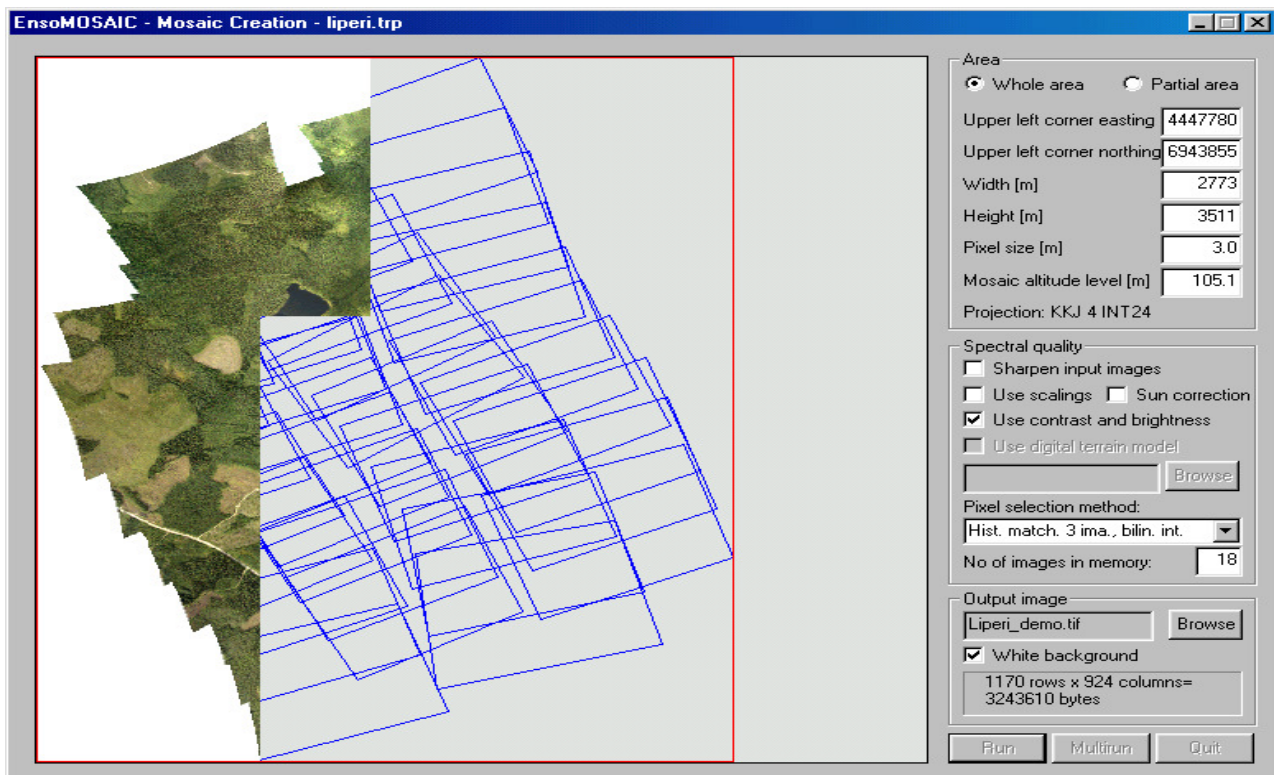 EnsoMOSAIC - Mosaic Creation - liperi.trp
Area
Whole area Partial area
Upper left corner easting 4447780
Upper left corner northing 6943855
Width [m] 2773
Height [m] 3511
Pixel size [m] 3.0
Mosaic altitude level [m] 105.1
Projection: KKJ 4 INT24
Spectral quality
Sharpen input images
Use scalings Sun correction
Use contrast and brightness
Use digital terrain model
Browse
Pixel selection method:
Hist. match. 3 ima., bilin. int.
No of images in memory: 18
Output image
Liperi_demo.tif Browse
White background
1170 rows x 924 columns=
3243610 bytes
Run Multirun Quit